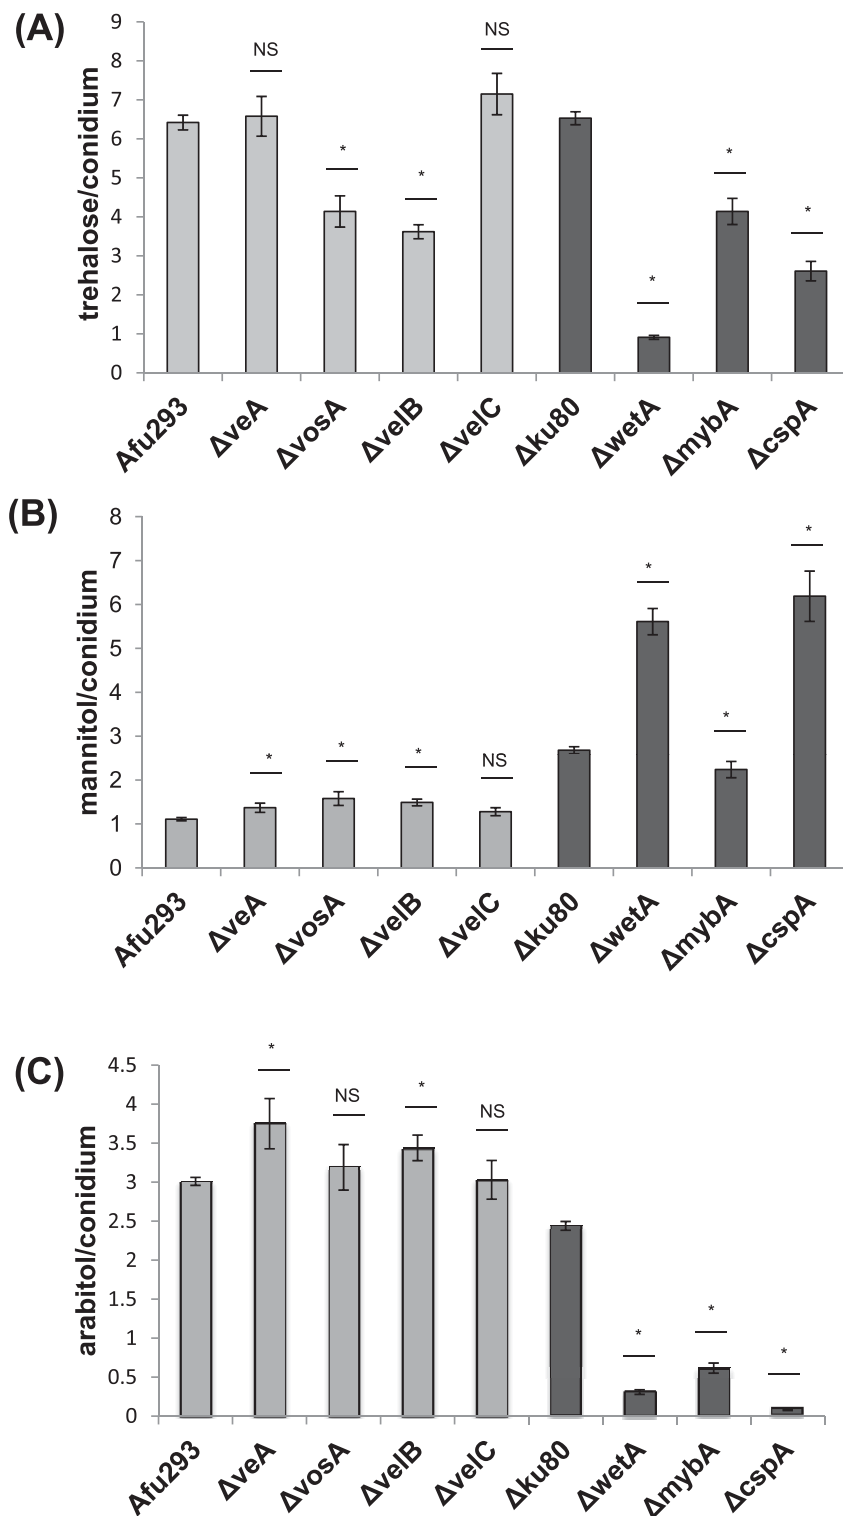 (A)
trehalose/conidium
9
8
7
6
5
4
3
2
1
0
NS
*
*
NS
*
*
*
Afu293
ΔveA
ΔvosA
ΔvelB
ΔvelC
Δku80
ΔwetA
ΔmybA
ΔcspA
(B)
mannitol/conidium
8
7
6
5
4
3
2
1
0
*
*
*
NS
*
*
*
Afu293
ΔveA
ΔvosA
ΔvelB
ΔvelC
Δku80
ΔwetA
ΔmybA
ΔcspA
(C)
arabitol/conidium
4.5
4
3.5
3
2.5
2
1.5
1
0.5
0
*
NS
*
NS
*
*
*
Afu293
ΔveA
ΔvosA
ΔvelB
ΔvelC
Δku80
ΔwetA
ΔmybA
ΔcspA